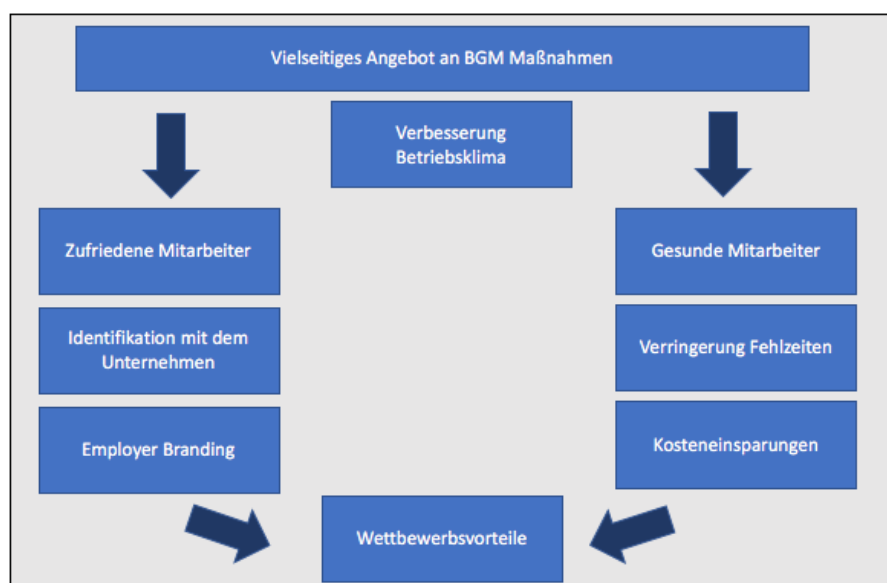 Vielseitiges Angebot an BGM Maßnahmen
Verbesserung
Betriebsklima
Zufriedene Mitarbeiter
Gesunde Mitarbeiter
Identifikation mit dem
Unternehmen
Verringerung Fehlzeiten
Employer Branding
Kosteneinsparungen
Wettbewerbsvorteile